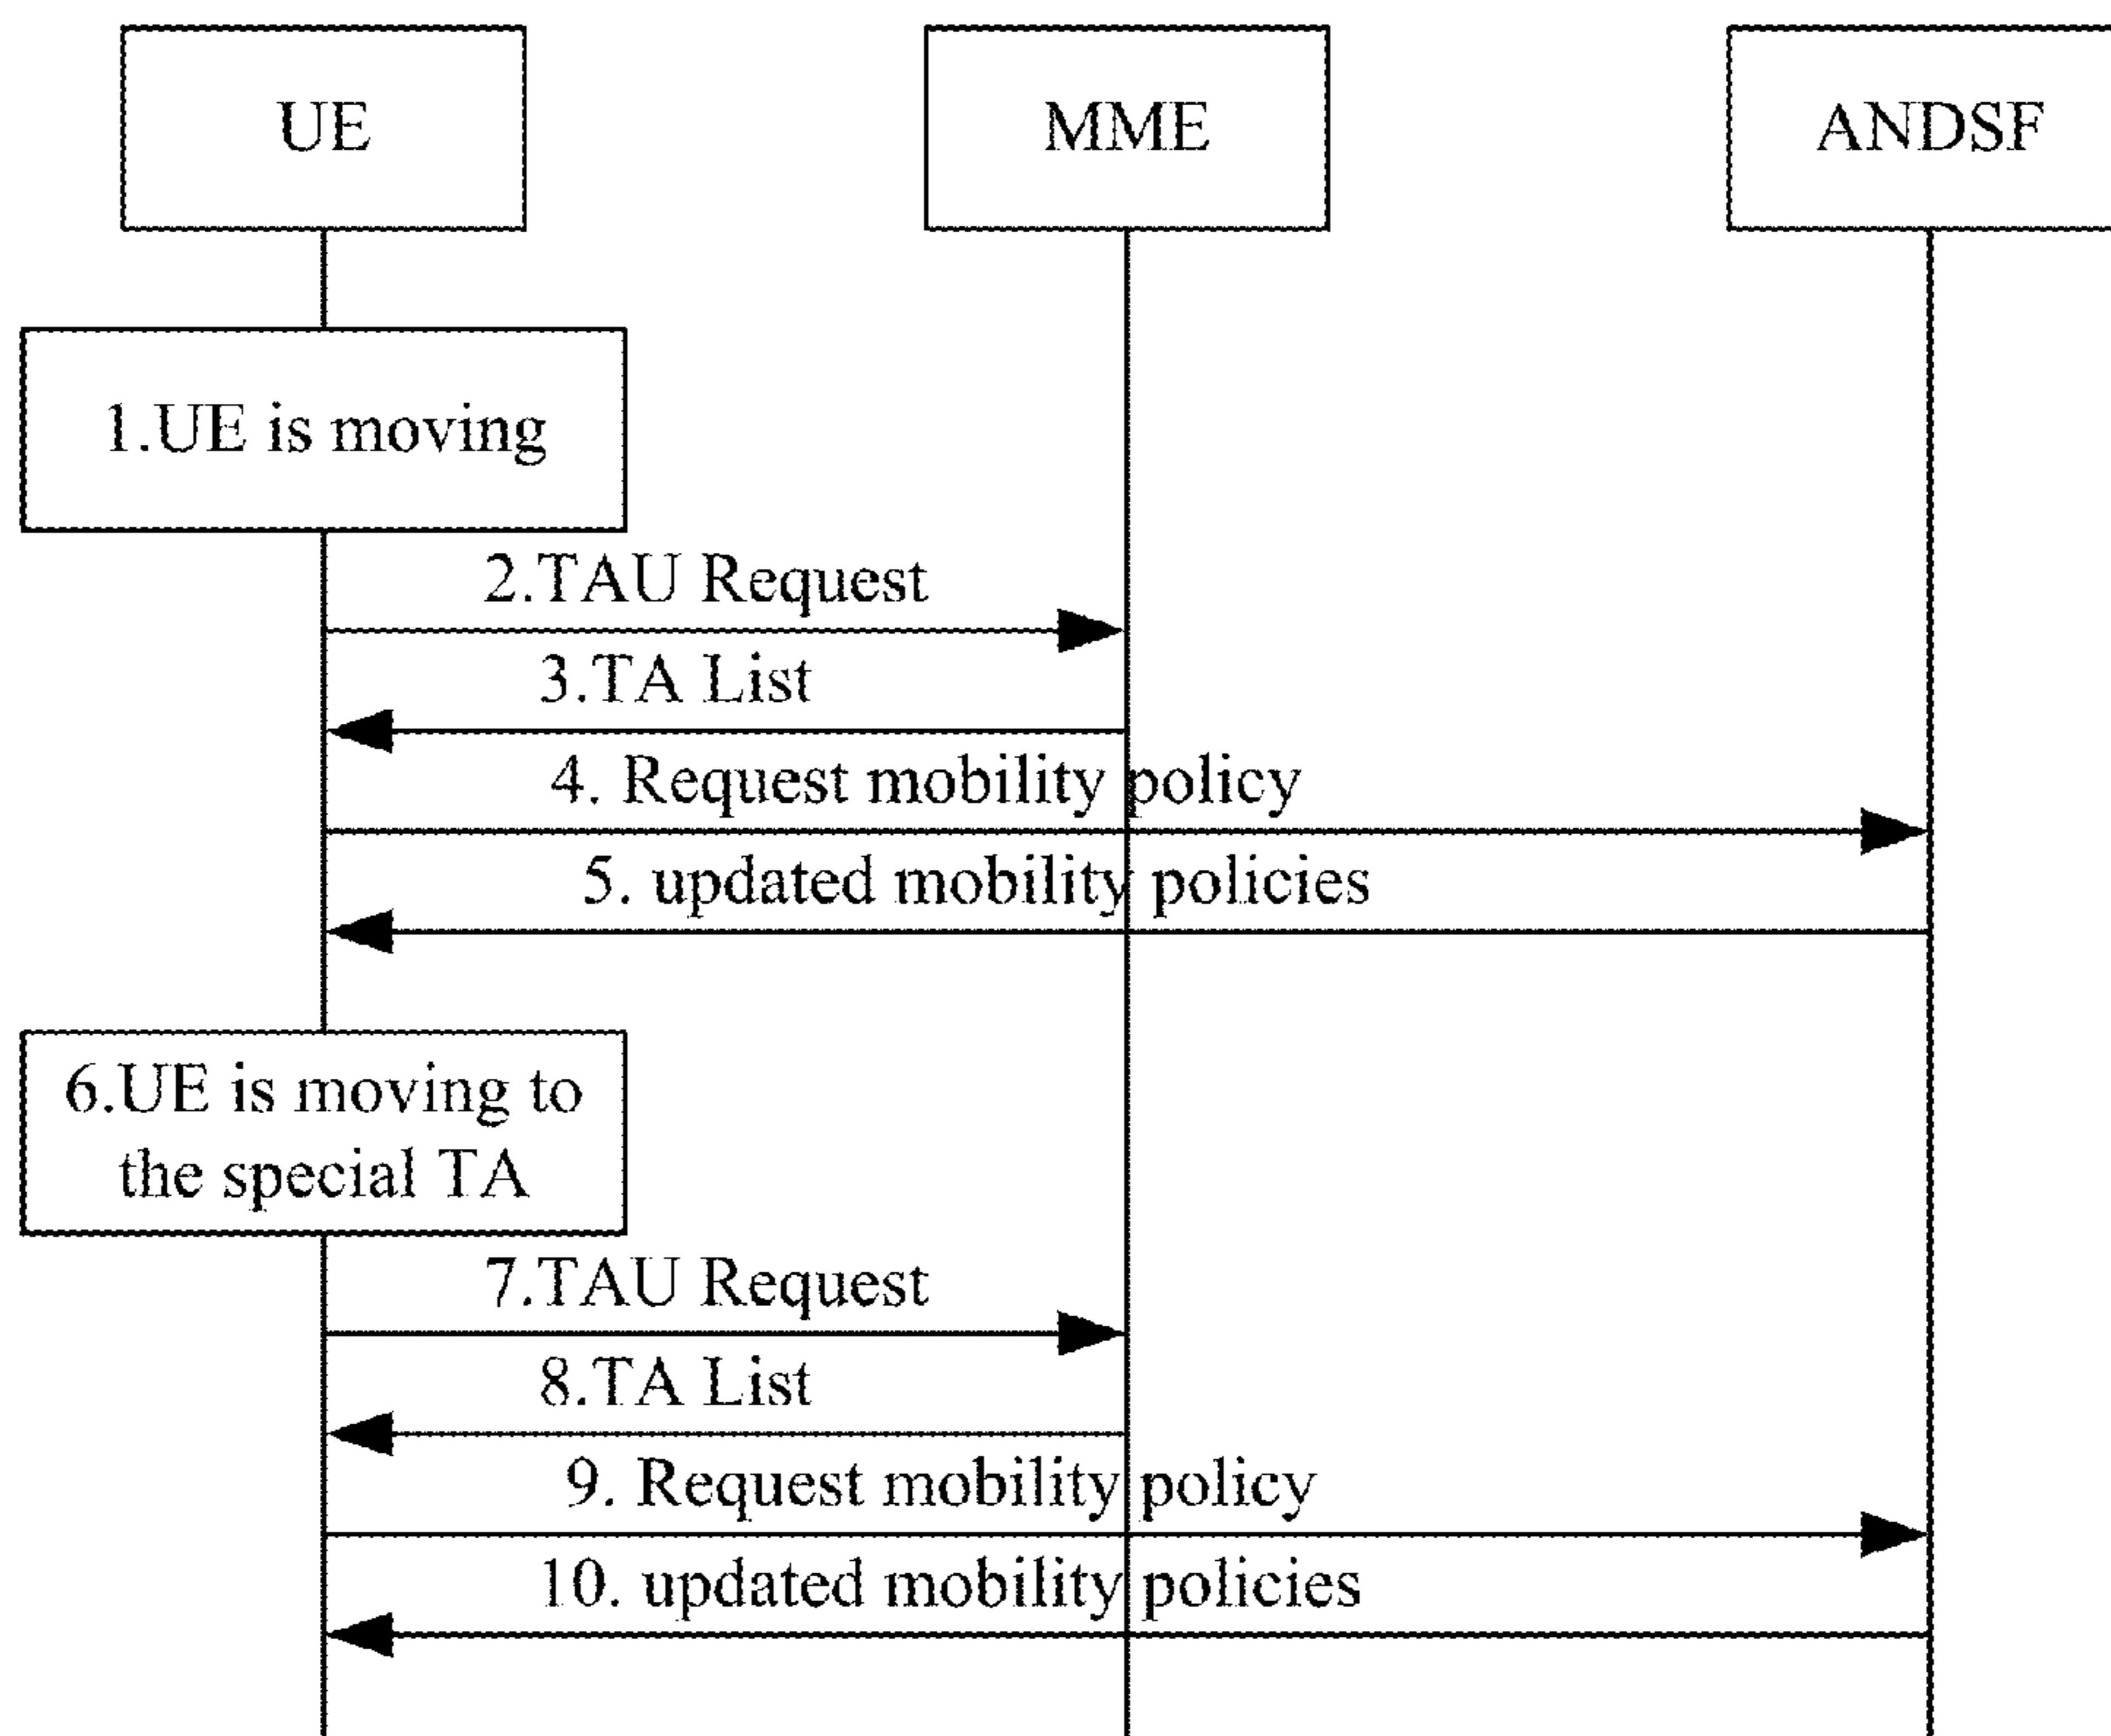 UE
MME
ANDSF
1.UE is moving
2.TAU Request
3.TA List
4. Request mobility policy
5. updated mobility policies
6.UE is moving to
the special TA
7.TAU Request
8.TA List
9. Request mobility policy
10. updated mobility policies